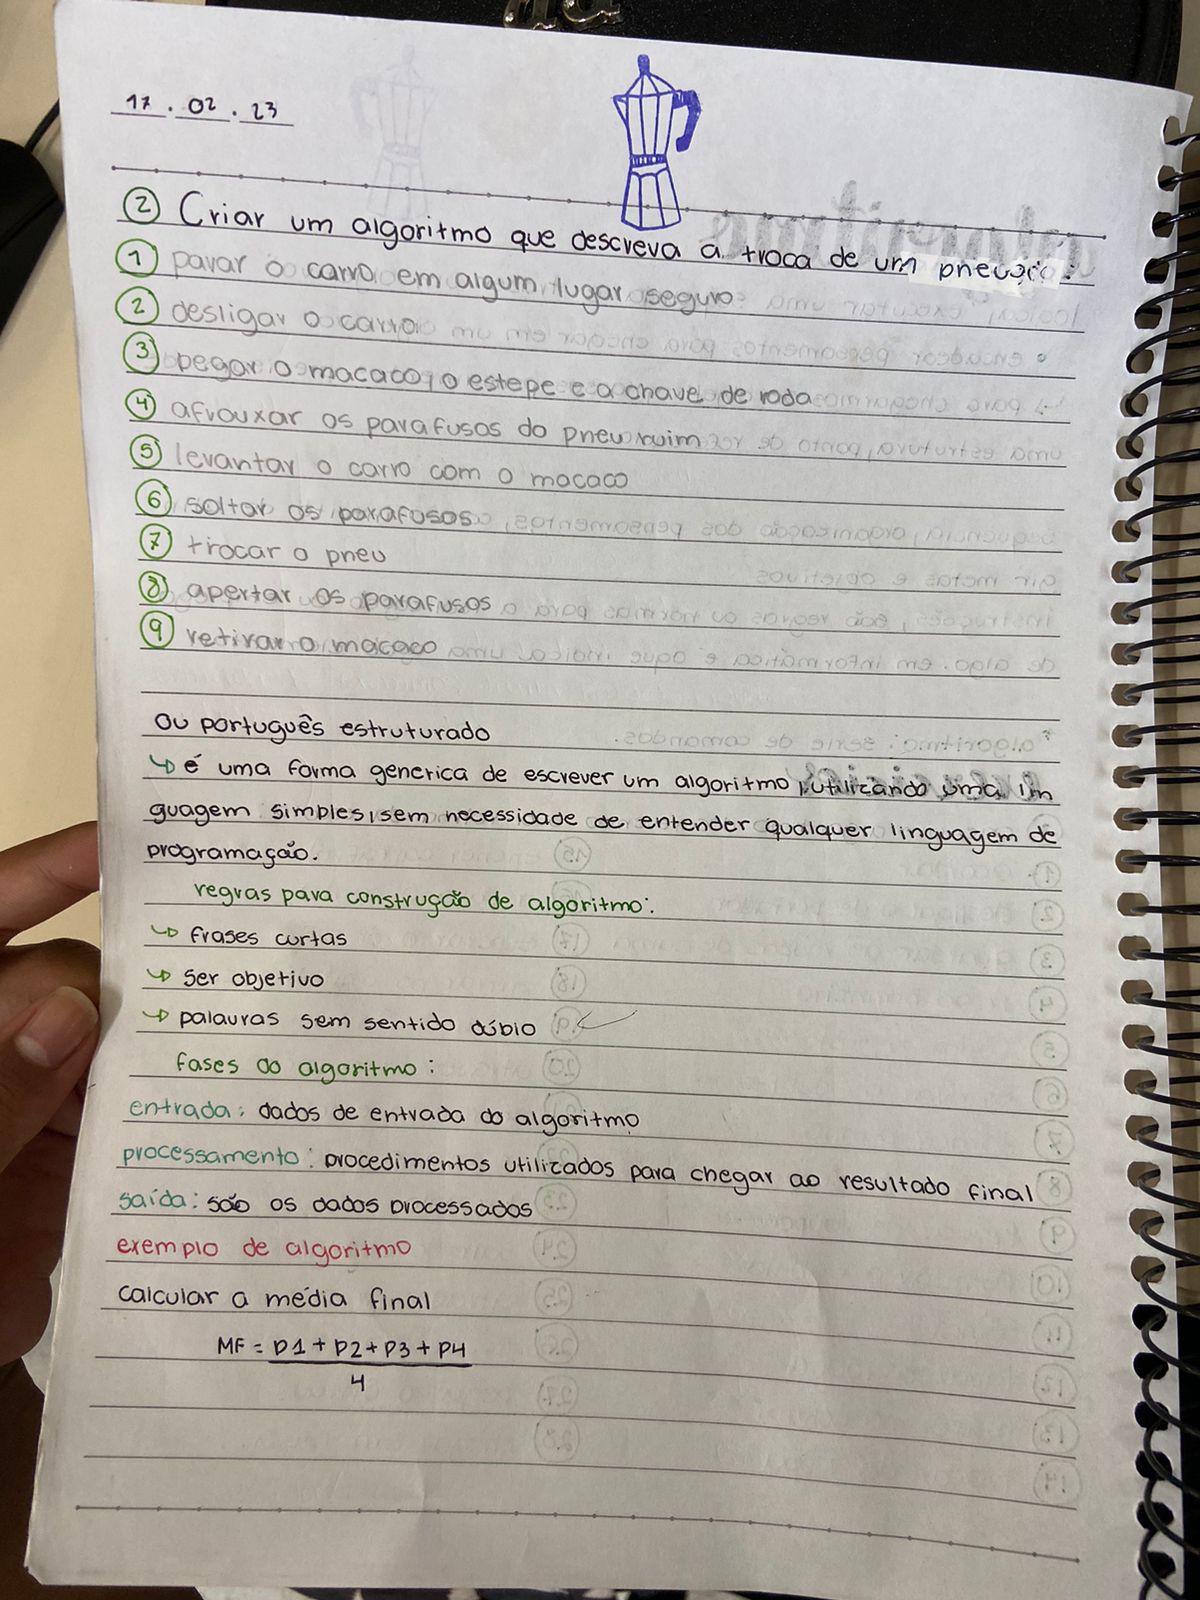 17.02.23
② Criar um algoritmo que descreva a troca de um pneu:
① parar o carro em algum lugar seguro
② desligar o carro
③ pegar o macaco, o estepe e a chave de roda
④ afrouxar os parafusos do pneu ruim
⑤ levantar o carro com o macaco
⑥ soltar os parafusos
⑦ trocar o pneu
⑧ apertar os parafusos
⑨ retirar o macaco
Ou português estruturado
↳ é uma forma generica de escrever um algoritmo, utilizando uma lin
guagem simples, sem necessidade de entender qualquer linguagem de
programação.
regras para construção de algoritmo:
↳ frases curtas
↳ ser objetivo
↳ palavras sem sentido dúbio
fases do algoritmo:
entrada: dados de entrada do algoritmo
processamento: procedimentos utilizados para chegar ao resultado final
saída: são os dados processados
exemplo de algoritmo
calcular a média final
MF = P1 + P2 + P3 + P4
4